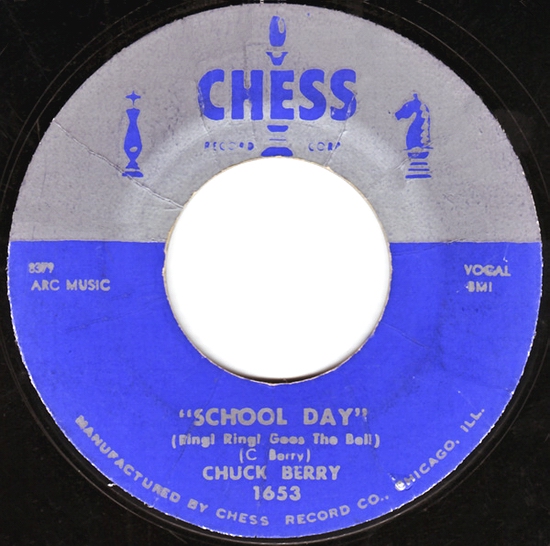 CHESS
RECORD CORP
ARC MUSIC
VOCAL
BMI
"SCHOOL DAY"
(Ring! Ring! Goes The Bell)
(C Berry)
CHUCK BERRY
1653
MANUFACTURED BY CHESS RECORD CO., CHICAGO, ILL.